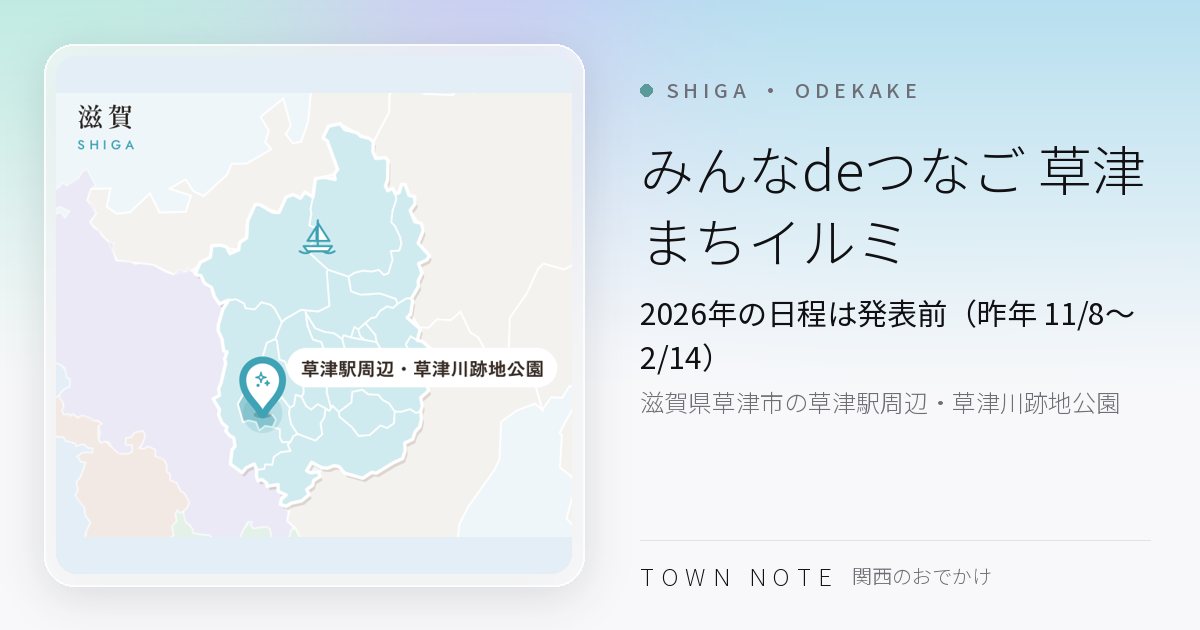 滋賀
SHIGA
草津駅周辺・草津川跡地公園
SHIGA ・ ODEKAKE
みんなdeつなご 草津
まちイルミ
2026年の日程は発表前（昨年 11/8〜
2/14）
滋賀県草津市の草津駅周辺・草津川跡地公園
TOWN NOTE 関西のおでかけ